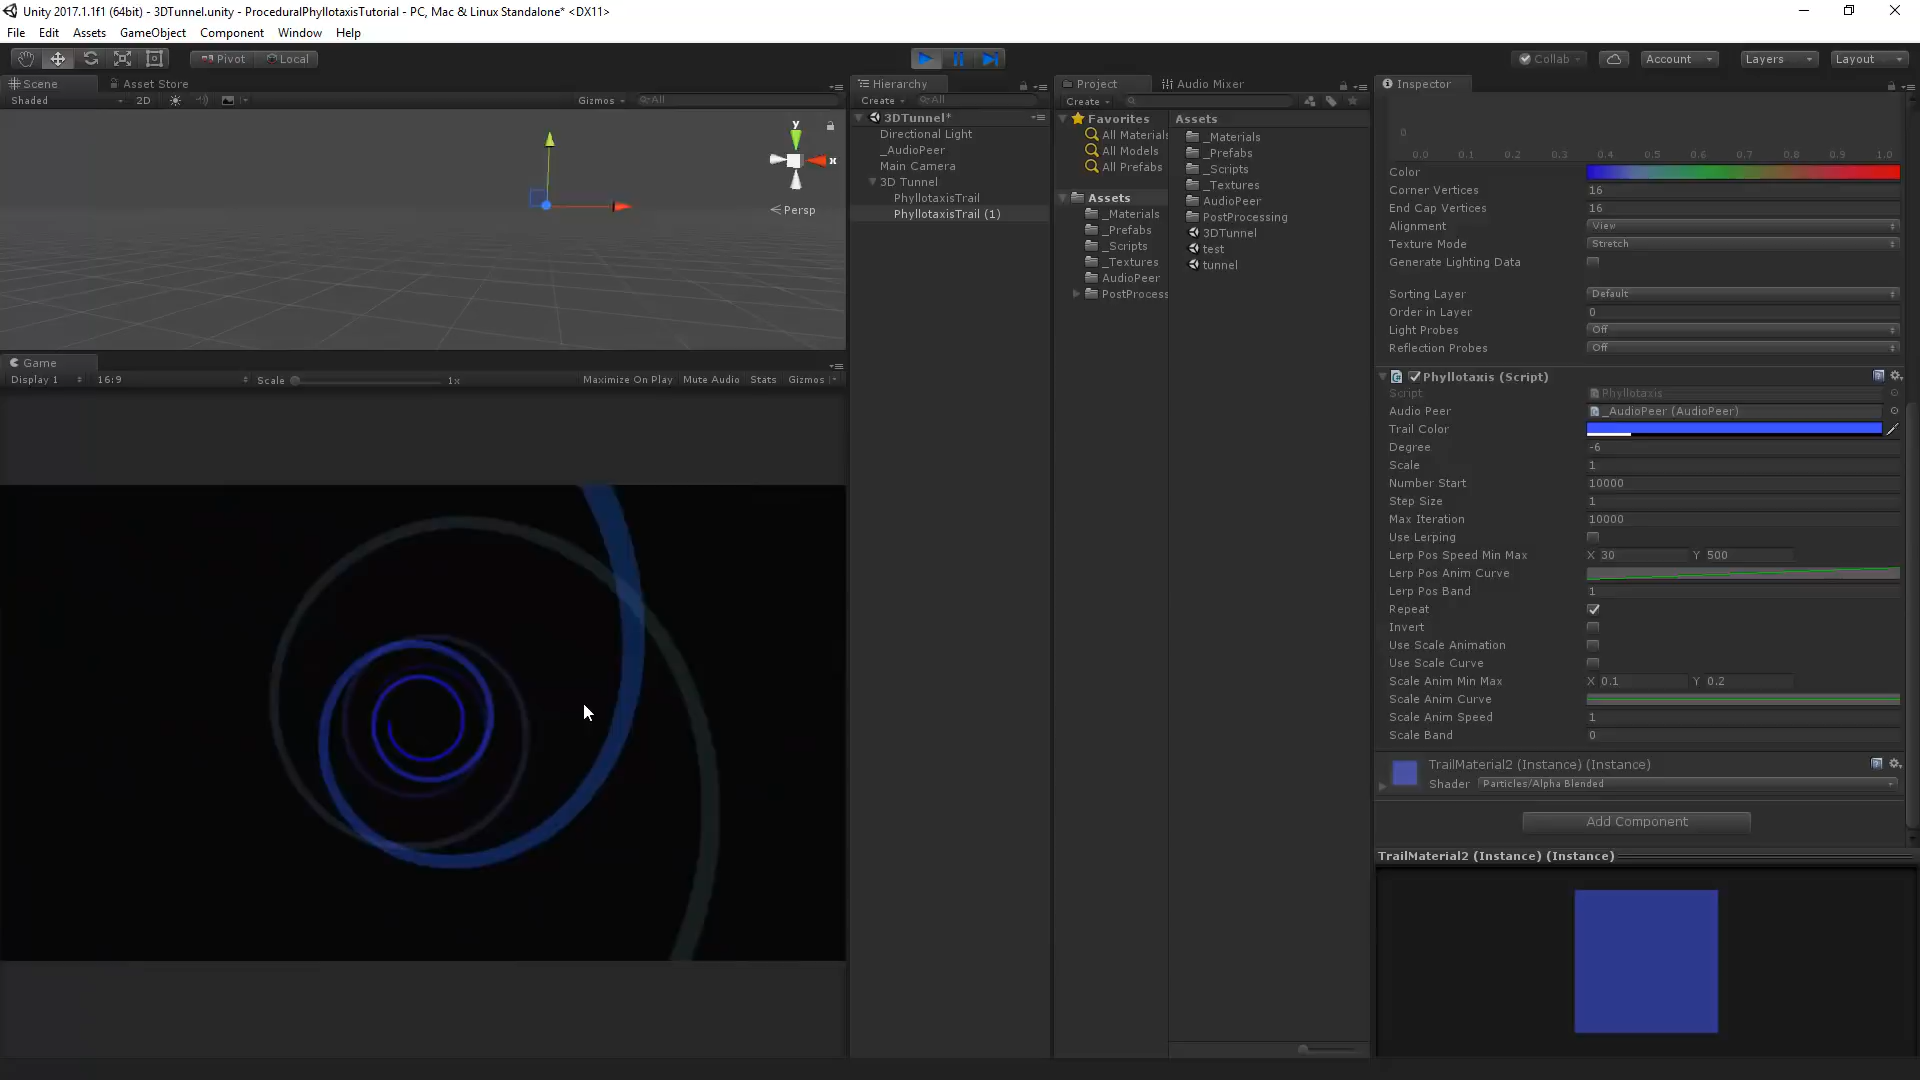 Unity 2017.1.1f1 (64bit) - 3DTunnel.unity - ProceduralPhyllotaxisTutorial - PC, Mac & Linux Standalone* <DX11>
File Edit Assets GameObject Component Window Help
Pivot Local Collab Account Layers Layout
Scene Asset Store
Shaded 2D Gizmos All
y
x
Persp
Game
Display 1 16:9 Scale 1x Maximize On Play Mute Audio Stats Gizmos
Hierarchy
Create All
3DTunnel*
Directional Light
_AudioPeer
Main Camera
3D Tunnel
PhyllotaxisTrail
PhyllotaxisTrail (1)
Project Audio Mixer
Create
Favorites
All Materials
All Models
All Prefabs
Assets
_Materials
_Prefabs
_Scripts
_Textures
AudioPeer
PostProcess
Assets
_Materials
_Prefabs
_Scripts
_Textures
AudioPeer
PostProcessing
3DTunnel
test
tunnel
Inspector
0
0.0 0.1 0.2 0.3 0.4 0.5 0.6 0.7 0.8 0.9 1.0
Color
Corner Vertices 16
End Cap Vertices 16
Alignment View
Texture Mode Stretch
Generate Lighting Data
Sorting Layer Default
Order in Layer 0
Light Probes Off
Reflection Probes Off
Phyllotaxis (Script)
Script Phyllotaxis
Audio Peer _AudioPeer (AudioPeer)
Trail Color
Degree -6
Scale 1
Number Start 10000
Step Size 1
Max Iteration 10000
Use Lerping
Lerp Pos Speed Min Max X 30 Y 500
Lerp Pos Anim Curve
Lerp Pos Band 1
Repeat
Invert
Use Scale Animation
Use Scale Curve
Scale Anim Min Max X 0.1 Y 0.2
Scale Anim Curve
Scale Anim Speed 1
Scale Band 0
TrailMaterial2 (Instance) (Instance)
Shader Particles/Alpha Blended
Add Component
TrailMaterial2 (Instance) (Instance)